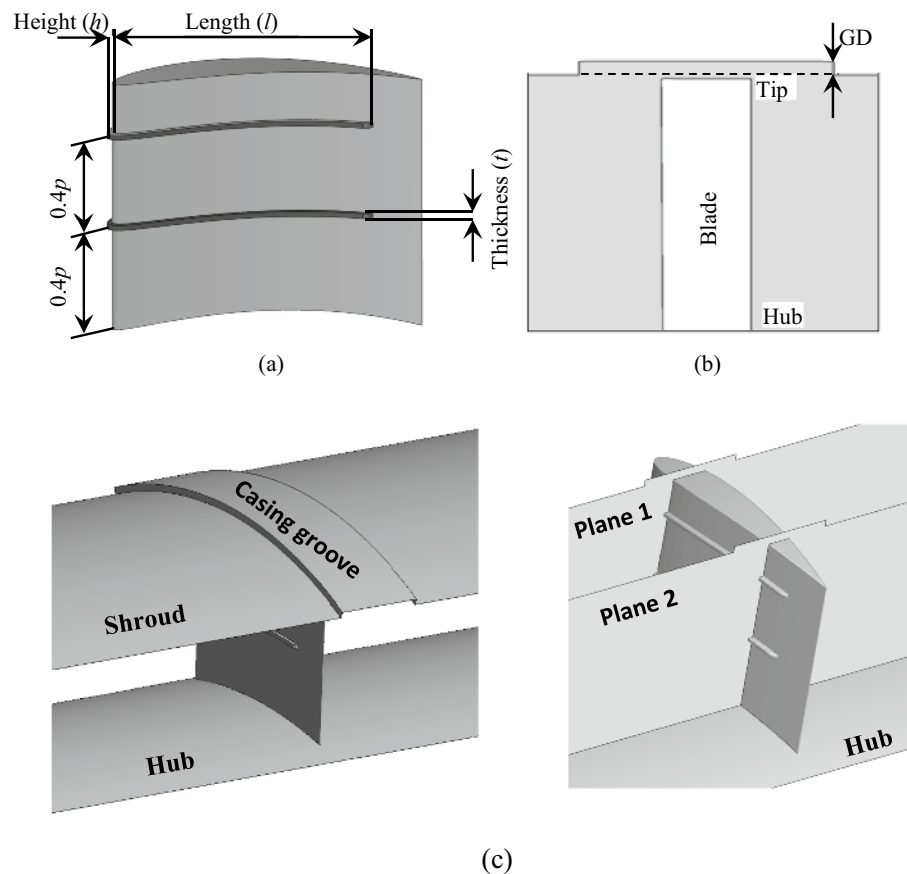 Height (h)
Length (l)
0.4p
0.4p
Thickness (t)
(a)
GD
Tip
Blade
Hub
(b)
Casing groove
Shroud
Hub
Plane 1
Plane 2
Hub
(c)